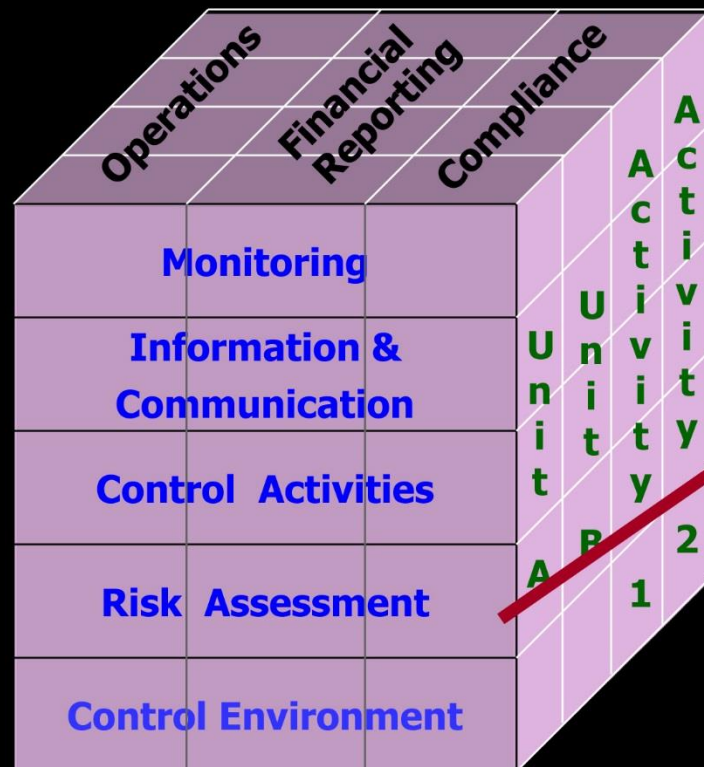 Operations
Financial
Reporting
Compliance
Monitoring
Information &
Communication
Control Activities
Risk Assessment
Control Environment
Unit A
Unit B
Activity 1
Activity 2